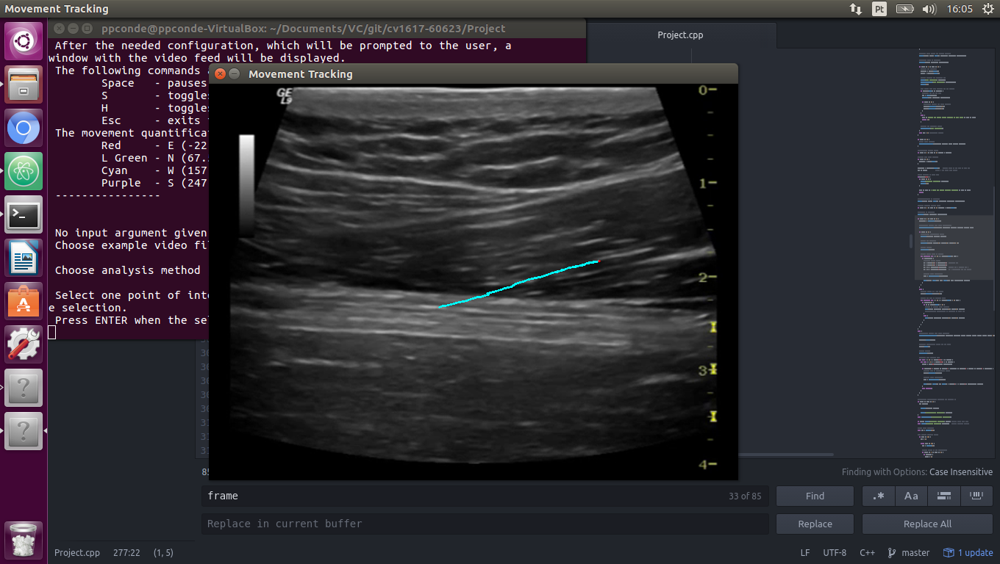 Movement Tracking
Pt
16:05
ppconde@ppconde-VirtualBox: ~/Documents/VC/git/cv1617-60623/Project
Project.cpp
After the needed configuration, which will be prompted to the user, a
window with the video feed will be displayed.
The following commands
Space - pauses
S - toggles
H - toggles
Esc - exits
The movement quantificat
Red - E (-22
L Green - N (67.
Cyan - W (157
Purple - S (247
----------------
No input argument given
Choose example video fil
Choose analysis method
Select one point of inte
e selection.
Press ENTER when the sel
Movement Tracking
GE
L9
0
1
2
3
4
Finding with Options: Case Insensitive
frame
33 of 85
Find
.*
Aa
Replace in current buffer
Replace
Replace All
Project.cpp
277:22
(1, 5)
LF
UTF-8
C++
master
1 update